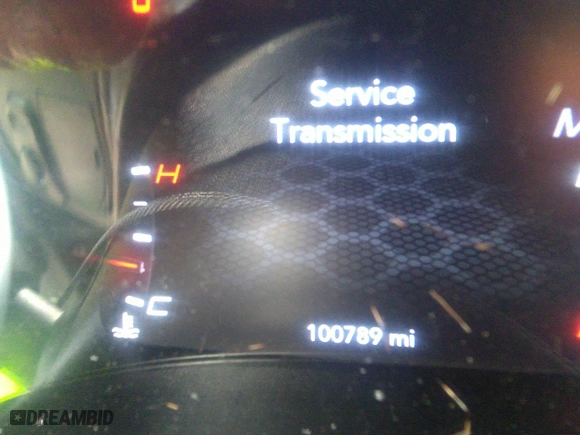 Service
Transmission
M
H
C
100789 mi
DREAMBID